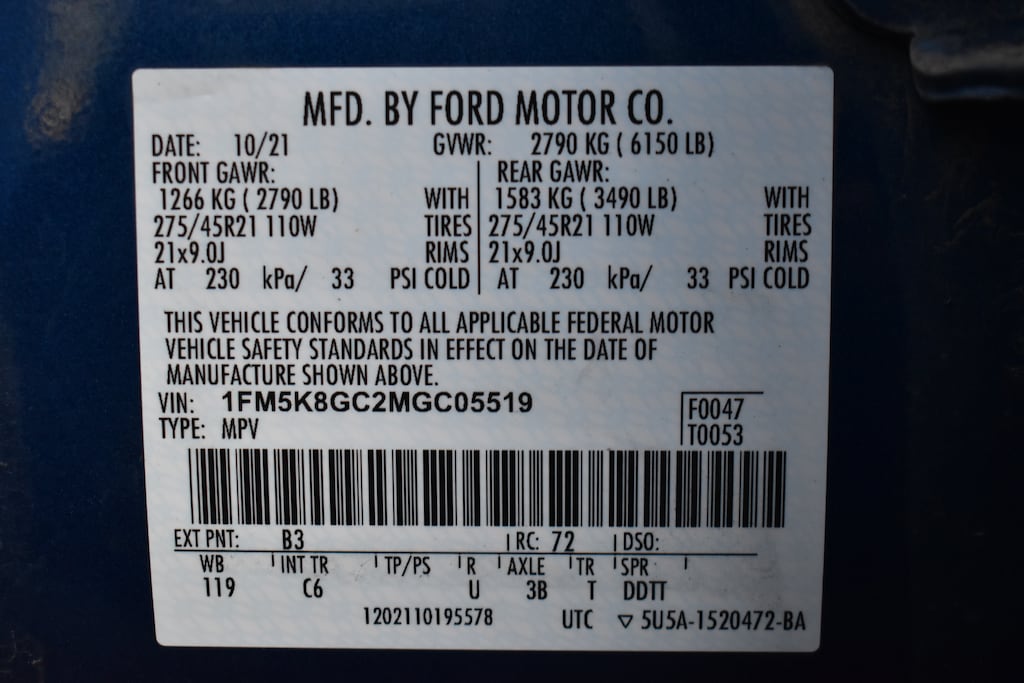 MFD. BY FORD MOTOR CO.
DATE: 10/21 GVWR: 2790 KG ( 6150 LB)
FRONT GAWR: REAR GAWR:
1266 KG ( 2790 LB) WITH 1583 KG ( 3490 LB) WITH
275/45R21 110W TIRES 275/45R21 110W TIRES
21x9.0J RIMS 21x9.0J RIMS
AT 230 kPa/ 33 PSI COLD AT 230 kPa/ 33 PSI COLD
THIS VEHICLE CONFORMS TO ALL APPLICABLE FEDERAL MOTOR
VEHICLE SAFETY STANDARDS IN EFFECT ON THE DATE OF
MANUFACTURE SHOWN ABOVE.
VIN: 1FM5K8GC2MGC05519 F0047
TYPE: MPV T0053
EXT PNT: B3 RC: 72 DSO:
WB INT TR TP/PS R AXLE TR SPR
119 C6 U 3B T DDTT
1202110195578 UTC ▽ 5U5A-1520472-BA